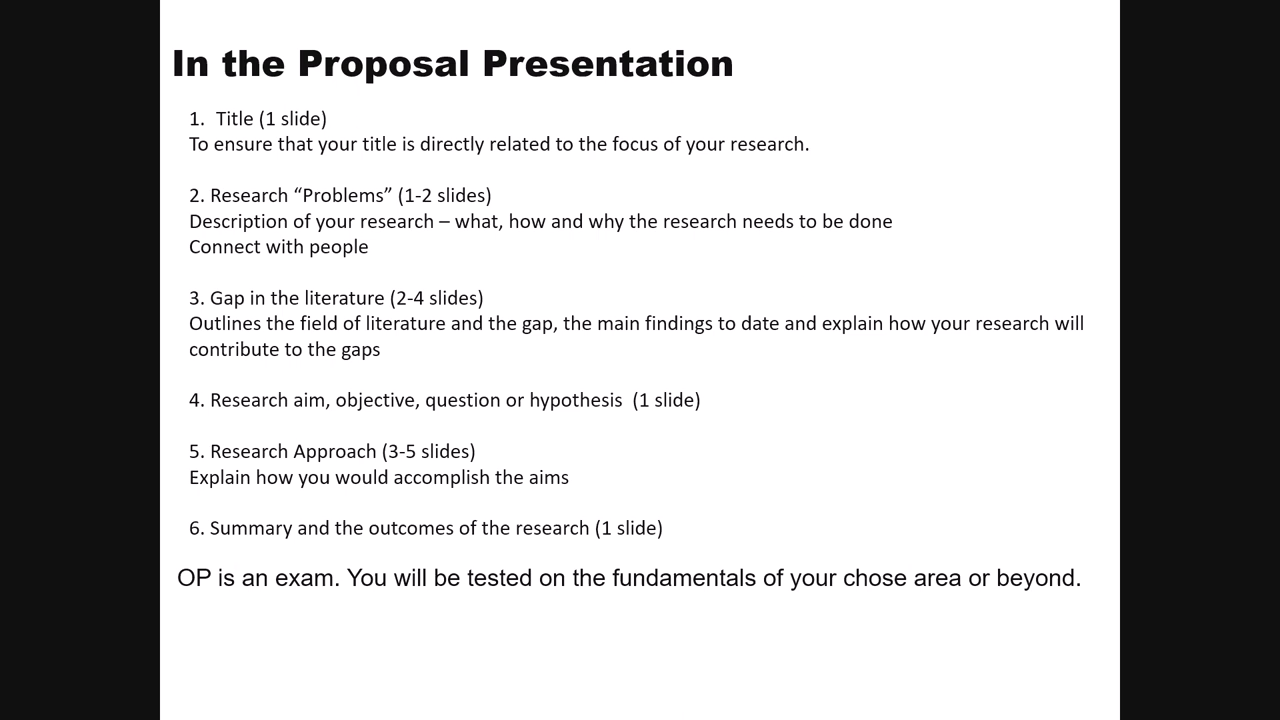 In the Proposal Presentation
1. Title (1 slide)
To ensure that your title is directly related to the focus of your research.
2. Research “Problems” (1-2 slides)
Description of your research – what, how and why the research needs to be done
Connect with people
3. Gap in the literature (2-4 slides)
Outlines the field of literature and the gap, the main findings to date and explain how your research will
contribute to the gaps
4. Research aim, objective, question or hypothesis (1 slide)
5. Research Approach (3-5 slides)
Explain how you would accomplish the aims
6. Summary and the outcomes of the research (1 slide)
OP is an exam. You will be tested on the fundamentals of your chose area or beyond.